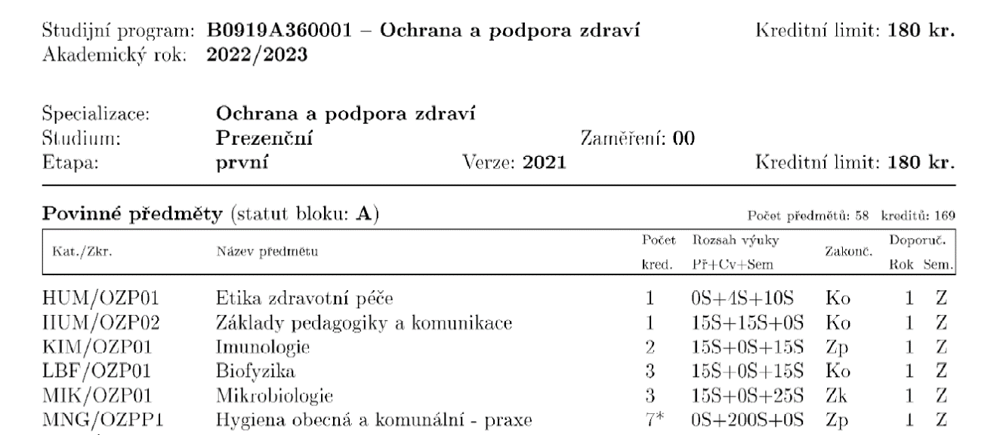 Studijní program: B0919A360001 – Ochrana a podpora zdraví Kreditní limit: 180 kr.
Akademický rok: 2022/2023
Specializace: Ochrana a podpora zdraví
Studium: Prezenční Zaměření: 00
Etapa: první Verze: 2021 Kreditní limit: 180 kr.
Povinné předměty (statut bloku: A) Počet předmětů: 58 kreditů: 169
Kat./Zkr. Název předmětu Počet kred. Rozsah výuky Př+Cv+Sem Zakonč. Doporuč. Rok Sem.
HUM/OZP01 Etika zdravotní péče 1 0S+4S+10S Ko 1 Z
HUM/OZP02 Základy pedagogiky a komunikace 1 15S+15S+0S Ko 1 Z
KIM/OZP01 Imunologie 2 15S+0S+15S Zp 1 Z
LBF/OZP01 Biofyzika 3 15S+0S+15S Ko 1 Z
MIK/OZP01 Mikrobiologie 3 15S+0S+25S Zk 1 Z
MNG/OZPP1 Hygiena obecná a komunální - praxe 7* 0S+200S+0S Zp 1 Z